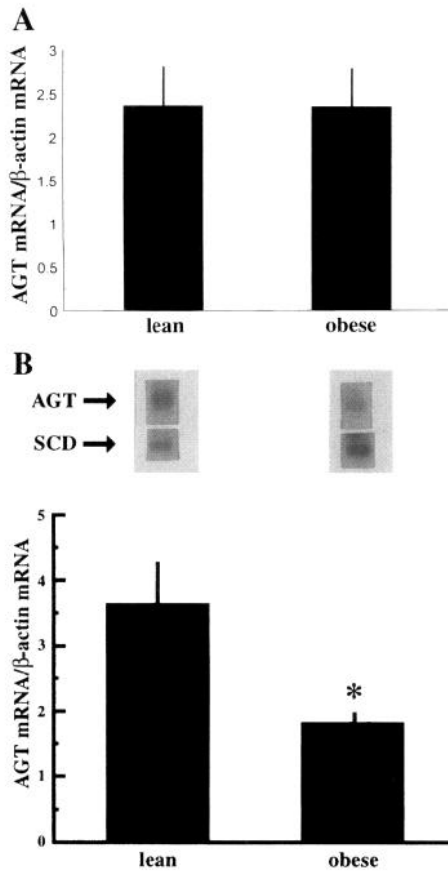 A
AGT mRNA/β-actin mRNA
3
2.5
2
1.5
1
0.5
0
lean obese
B
AGT
SCD
AGT mRNA/β-actin mRNA
5
4
3
2
1
0
*
lean obese